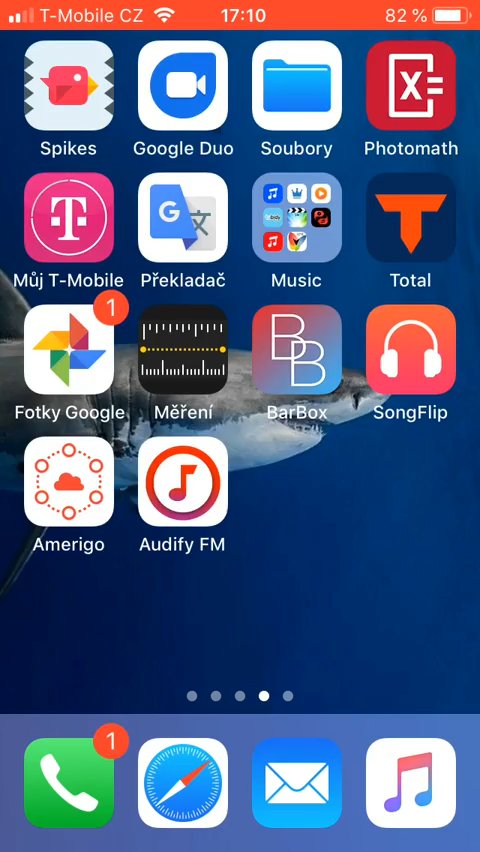 T-Mobile CZ 17:10 82 %
Spikes Google Duo Soubory Photomath
Můj T-Mobile Překladač Music Total
1
Fotky Google Měření BarBox SongFlip
Amerigo Audify FM
1